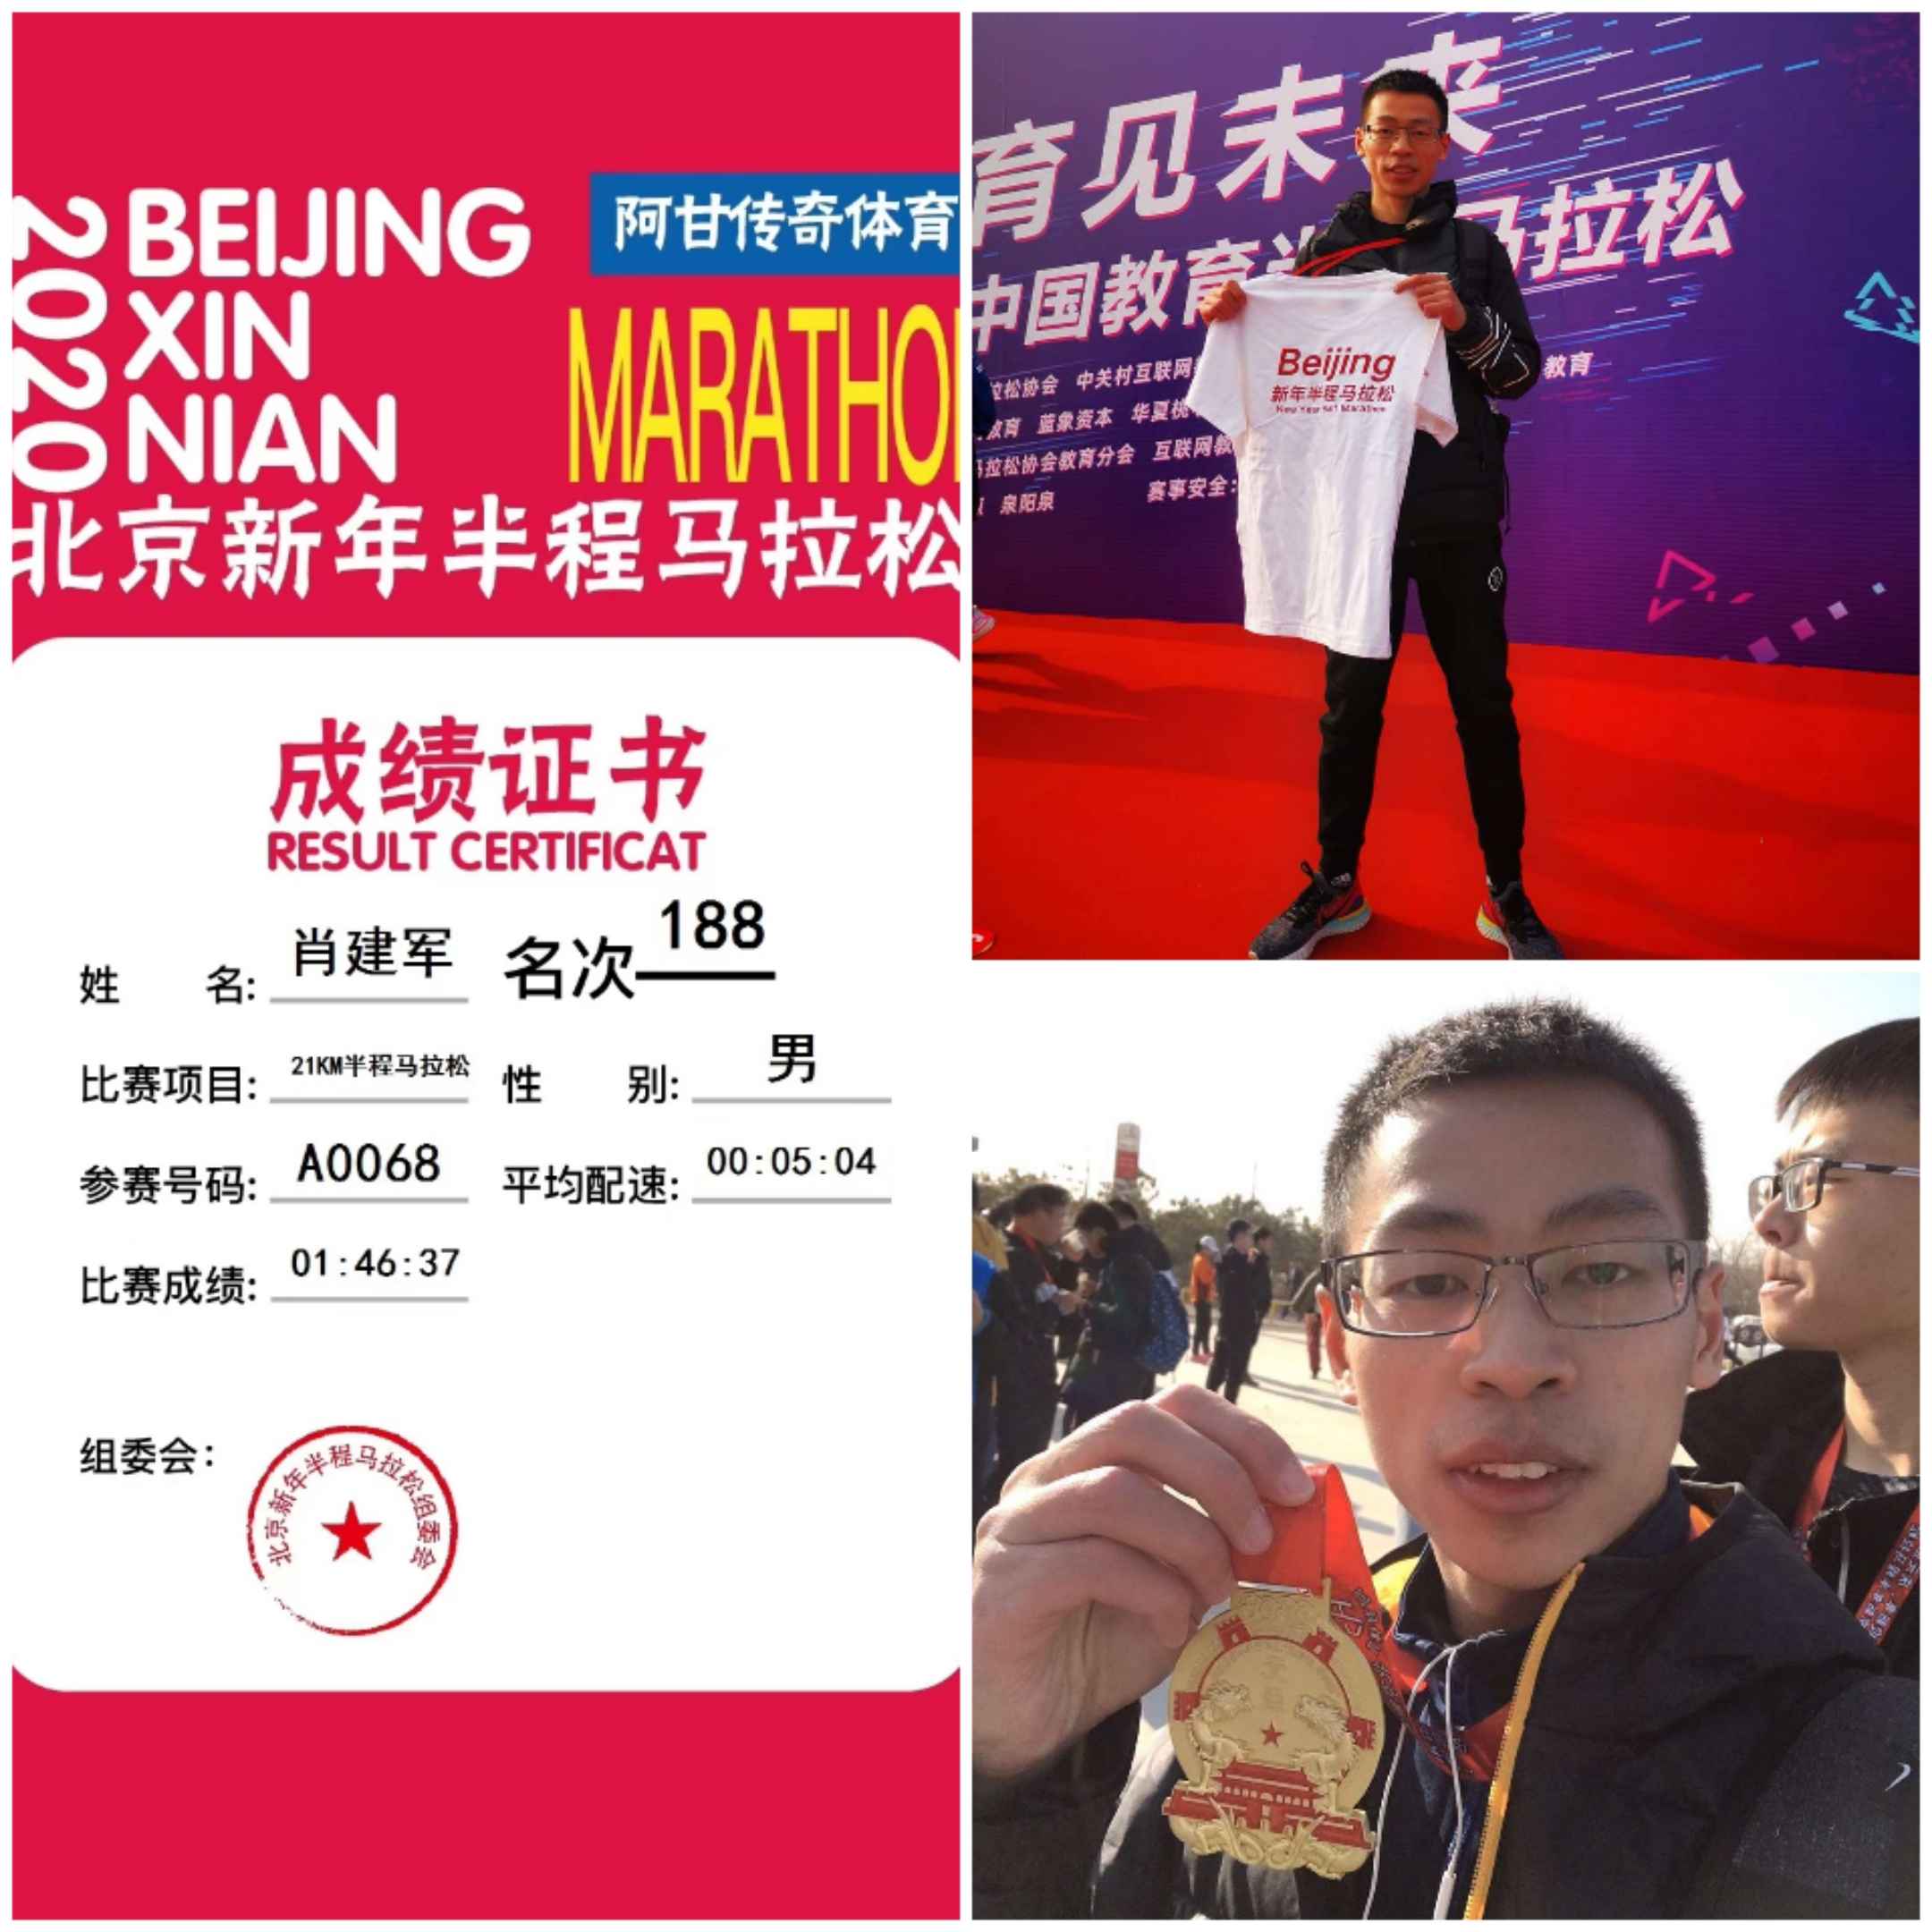 2020
BEIJING
XIN
NIAN
阿甘传奇体育
MARATHO
北京新年半程马拉松
成绩证书
RESULT CERTIFICAT
姓 名: 肖建军 名次 188
比赛项目: 21KM半程马拉松 性 别: 男
参赛号码: A0068 平均配速: 00:05:04
比赛成绩: 01:46:37
组委会:
北京新年半程马拉松组委会
育见未来
中国教育 马拉松
拉松协会 中关村互联网 教育
教育 蓝象资本 华夏桃
马拉松协会教育分会 互联网教
泉阳泉 赛事安全:
Beijing
新年半程马拉松
New Year Half Marathon